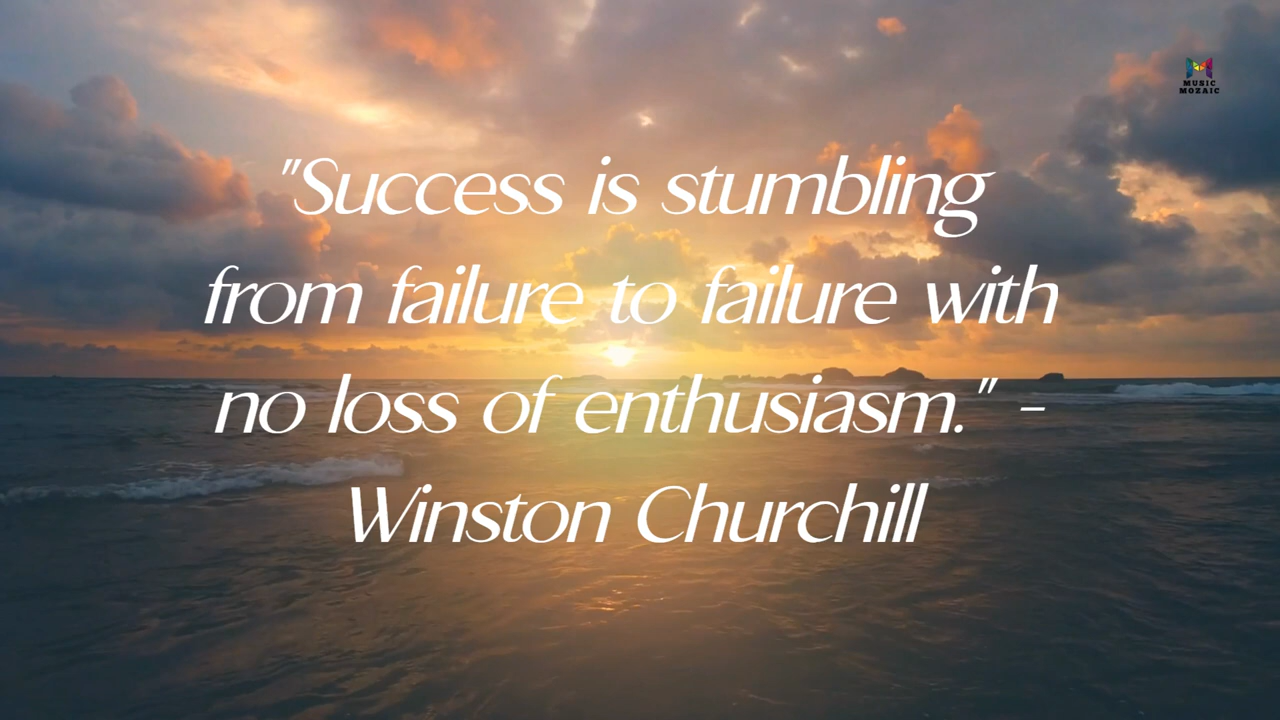 MUSIC
MOZAIC
"Success is stumbling
from failure to failure with
no loss of enthusiasm." -
Winston Churchill